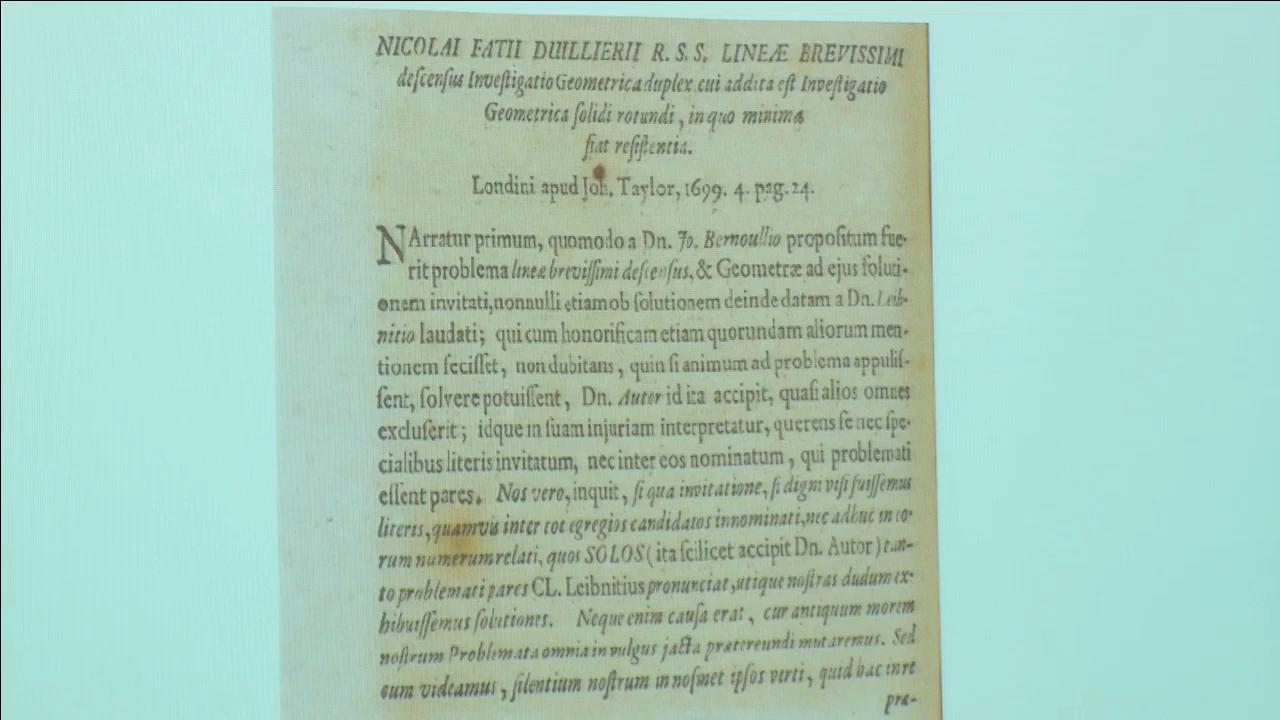 NICOLAI FATII DUILLIERII R. S. S. LINEÆ BREVISSIMI
deſcenſus Inveſtigatio Geometrica duplex cui addita eſt Inveſtigatio
Geometrica ſolidi rotundi, in quo minima
fiat reſiſtentia.
Londini apud Joh. Taylor, 1699. 4. pag. 24.
NArratur primum, quomodo a Dn. Jo. Bernoullio propoſitum fue-
rit problema lineæ breviſſimi deſcenſus, & Geometræ ad ejus ſoluti-
onem invitati, nonnulli etiam ob ſolutionem deinde datam a Dn. Leib-
nitio laudati; qui cum honorificam etiam quorundam aliorum men-
tionem feciſſet, non dubitans, quin ſi animum ad problema appuliſ-
ſent, ſolvere potuiſſent, Dn. Autor id ita accipit, quaſi alios omnes
excluſerit; idque in ſuam injuriam interpretatur, querens ſe nec ſpe-
cialibus literis invitatum, nec inter eos nominatum, qui problemati
eſſent pares. Nos vero, inquit, ſi qua invitatione, ſi digni viſi fuiſſemus
literis, quamvis inter tot egregios candidatos innominati, nec adhuc in eo-
rum numerum relati, quos SOLOS (ita ſcilicet accipit Dn. Autor) tan-
to problemati pares CL. Leibnitius pronunciat, utique noſtras dudum ex-
hibuiſſemus ſolutiones. Neque enim cauſa erat, cur antiquum morem
noſtrum Problemata omnia in vulgus jacta prætereundi mutaremus. Sed
cum videamus, ſilentium noſtrum in noſmet ipſos verti, quid hac in re
præ-